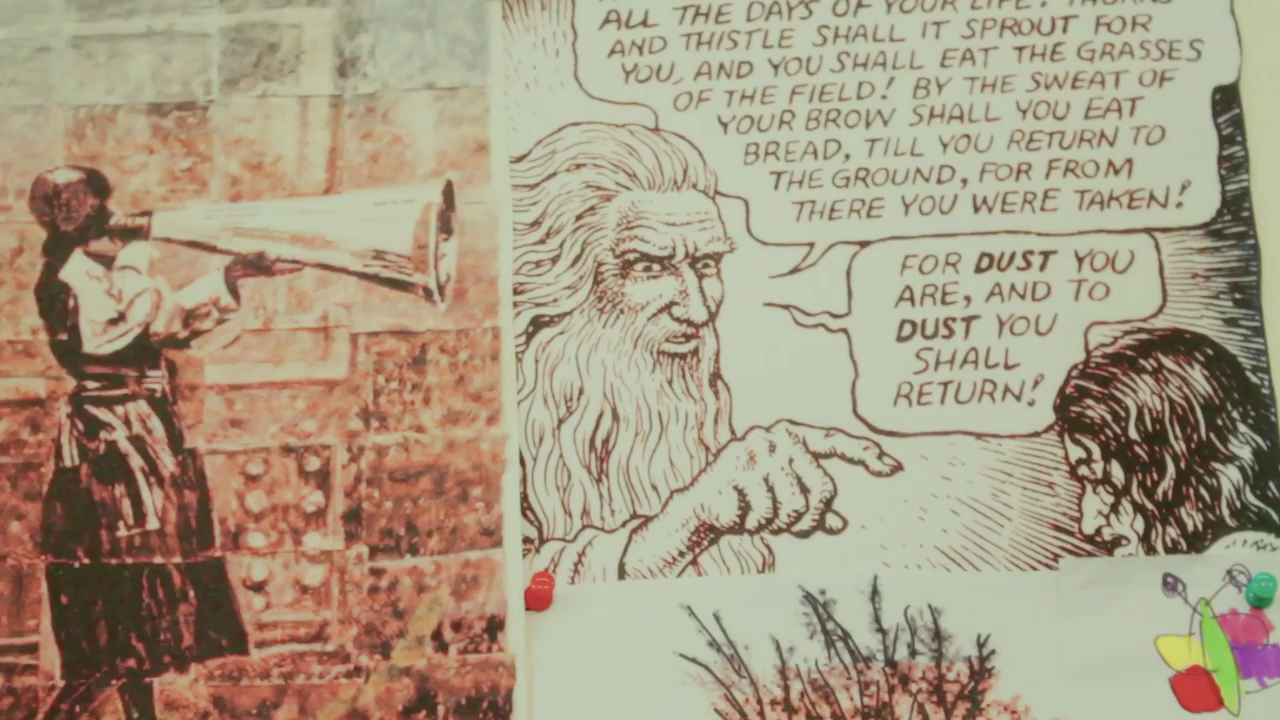 ALL THE DAYS OF YOUR LIFE! THORNS
AND THISTLE SHALL IT SPROUT FOR
YOU, AND YOU SHALL EAT THE GRASSES
OF THE FIELD! BY THE SWEAT OF
YOUR BROW SHALL YOU EAT
BREAD, TILL YOU RETURN TO
THE GROUND, FOR FROM
THERE YOU WERE TAKEN!
FOR DUST YOU
ARE, AND TO
DUST YOU
SHALL
RETURN!